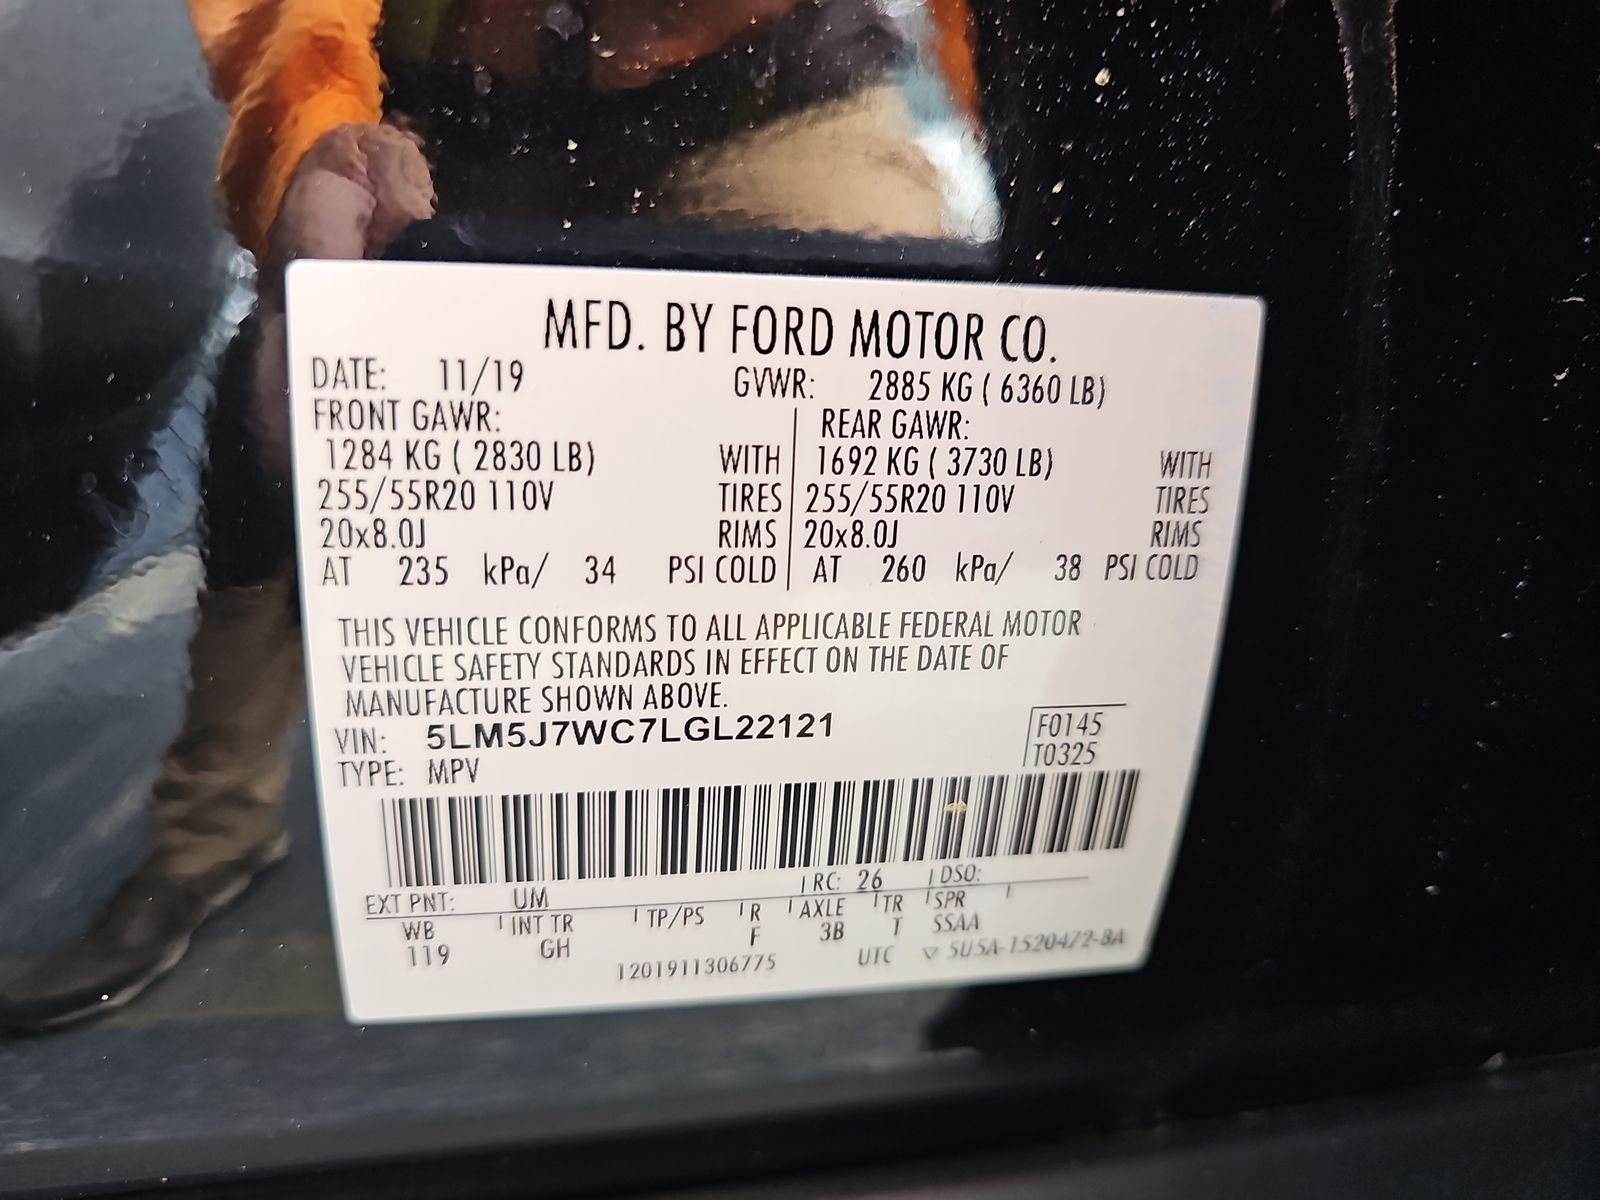 MFD. BY FORD MOTOR CO.
DATE: 11/19 GVWR: 2885 KG ( 6360 LB)
FRONT GAWR: REAR GAWR:
1284 KG ( 2830 LB) WITH 1692 KG ( 3730 LB) WITH
255/55R20 110V TIRES 255/55R20 110V TIRES
20x8.0J RIMS 20x8.0J RIMS
AT 235 kPa/ 34 PSI COLD AT 260 kPa/ 38 PSI COLD
THIS VEHICLE CONFORMS TO ALL APPLICABLE FEDERAL MOTOR
VEHICLE SAFETY STANDARDS IN EFFECT ON THE DATE OF
MANUFACTURE SHOWN ABOVE.
VIN: 5LM5J7WC7LGL22121 F0145
TYPE: MPV T0325
EXT PNT: UM RC: 26 DSO:
WB INT TR TP/PS R AXLE TR SPR
119 GH F 3B T SSAA
1201911306775 UTC ▽ 5U5A-1520472-BA